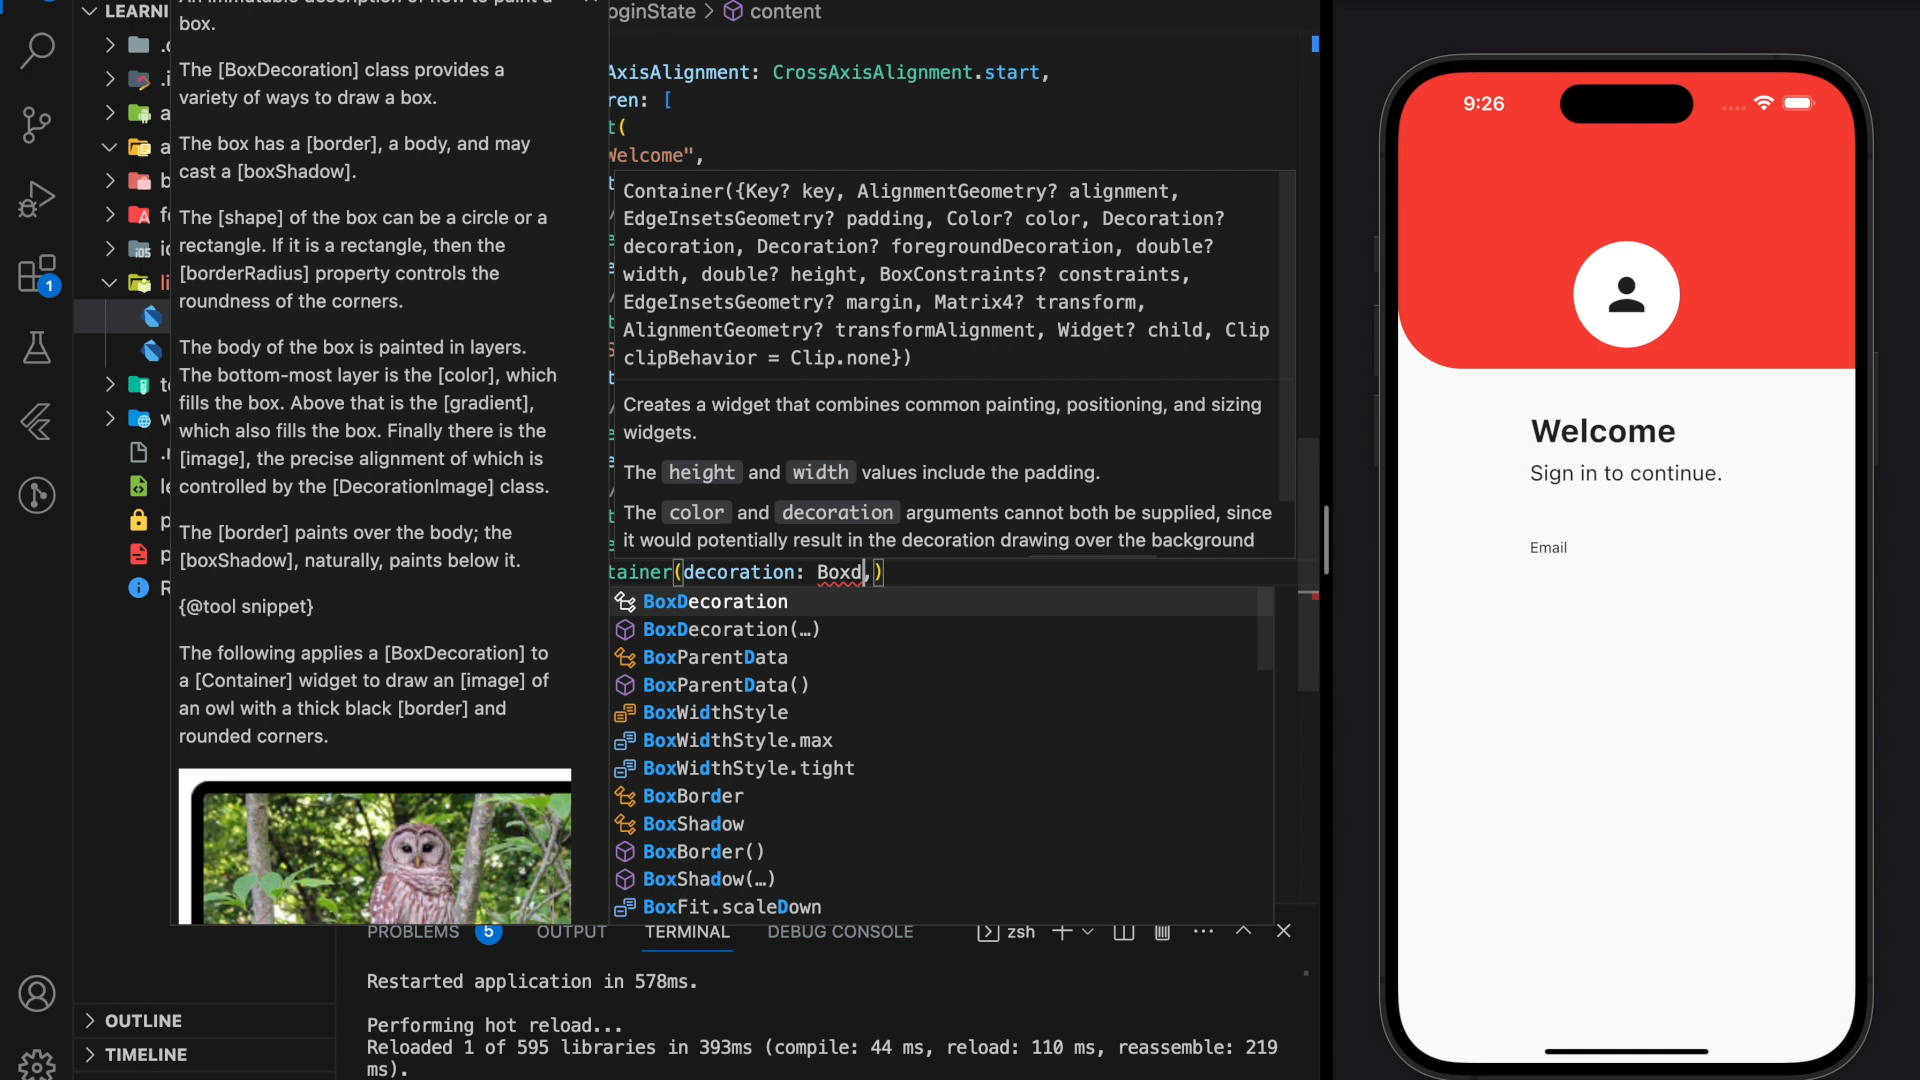 LEARNI
box.
The [BoxDecoration] class provides a
variety of ways to draw a box.
The box has a [border], a body, and may
cast a [boxShadow].
The [shape] of the box can be a circle or a
rectangle. If it is a rectangle, then the
[borderRadius] property controls the
roundness of the corners.
The body of the box is painted in layers.
The bottom-most layer is the [color], which
fills the box. Above that is the [gradient],
which also fills the box. Finally there is the
[image], the precise alignment of which is
controlled by the [DecorationImage] class.
The [border] paints over the body; the
[boxShadow], naturally, paints below it.
{@tool snippet}
The following applies a [BoxDecoration] to
a [Container] widget to draw an [image] of
an owl with a thick black [border] and
rounded corners.
1
OUTLINE
TIMELINE
oginState > content
AxisAlignment: CrossAxisAlignment.start,
ren: [
t(
Welcome",
Container({Key? key, AlignmentGeometry? alignment,
EdgeInsetsGeometry? padding, Color? color, Decoration?
decoration, Decoration? foregroundDecoration, double?
width, double? height, BoxConstraints? constraints,
EdgeInsetsGeometry? margin, Matrix4? transform,
AlignmentGeometry? transformAlignment, Widget? child, Clip
clipBehavior = Clip.none})
Creates a widget that combines common painting, positioning, and sizing
widgets.
The height and width values include the padding.
The color and decoration arguments cannot both be supplied, since
it would potentially result in the decoration drawing over the background
tainer(decoration: Boxd,)
BoxDecoration
BoxDecoration(…)
BoxParentData
BoxParentData()
BoxWidthStyle
BoxWidthStyle.max
BoxWidthStyle.tight
BoxBorder
BoxShadow
BoxBorder()
BoxShadow(…)
BoxFit.scaleDown
PROBLEMS 5 OUTPUT TERMINAL DEBUG CONSOLE zsh
Restarted application in 578ms.
Performing hot reload...
Reloaded 1 of 595 libraries in 393ms (compile: 44 ms, reload: 110 ms, reassemble: 219
ms).
9:26
Welcome
Sign in to continue.
Email